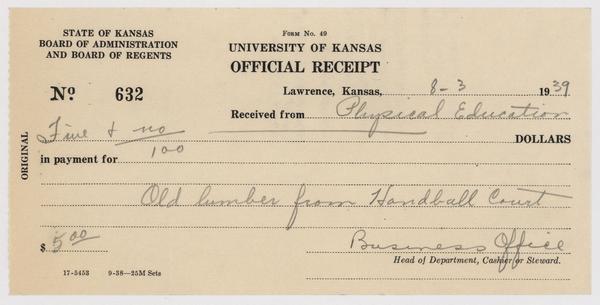 STATE OF KANSAS
BOARD OF ADMINISTRATION
AND BOARD OF REGENTS
Form No. 49
UNIVERSITY OF KANSAS
OFFICIAL RECEIPT
No 632
Lawrence, Kansas, 8-3 1939
Received from Physical Education
Five & no/100 DOLLARS
in payment for
Old lumber from Handball Court
$ 5.00
Business Office
Head of Department, Cashier or Steward.
17-5453 9-38—25M Sets
ORIGINAL